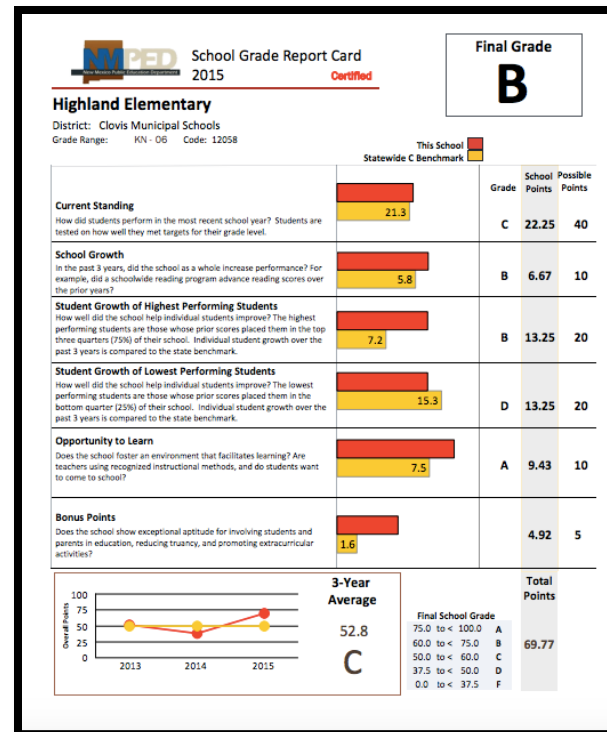 NMPED
New Mexico Public Education Department
School Grade Report Card
2015
Certified
Final Grade
B
Highland Elementary
District: Clovis Municipal Schools
Grade Range: KN - 06 Code: 12058
This School
Statewide C Benchmark
Grade
School Points
Possible Points
Current Standing
How did students perform in the most recent school year? Students are
tested on how well they met targets for their grade level.
21.3
C 22.25 40
School Growth
In the past 3 years, did the school as a whole increase performance? For
example, did a schoolwide reading program advance reading scores over
the prior years?
5.8
B 6.67 10
Student Growth of Highest Performing Students
How well did the school help individual students improve? The highest
performing students are those whose prior scores placed them in the top
three quarters (75%) of their school. Individual student growth over the
past 3 years is compared to the state benchmark.
7.2
B 13.25 20
Student Growth of Lowest Performing Students
How well did the school help individual students improve? The lowest
performing students are those whose prior scores placed them in the
bottom quarter (25%) of their school. Individual student growth over the
past 3 years is compared to the state benchmark.
15.3
D 13.25 20
Opportunity to Learn
Does the school foster an environment that facilitates learning? Are
teachers using recognized instructional methods, and do students want
to come to school?
7.5
A 9.43 10
Bonus Points
Does the school show exceptional aptitude for involving students and
parents in education, reducing truancy, and promoting extracurricular
activities?
1.6
4.92 5
Overall Points
100
75
50
25
0
2013 2014 2015
3-Year
Average
52.8
C
Final School Grade
75.0 to < 100.0 A
60.0 to < 75.0 B
50.0 to < 60.0 C
37.5 to < 50.0 D
0.0 to < 37.5 F
Total
Points
69.77